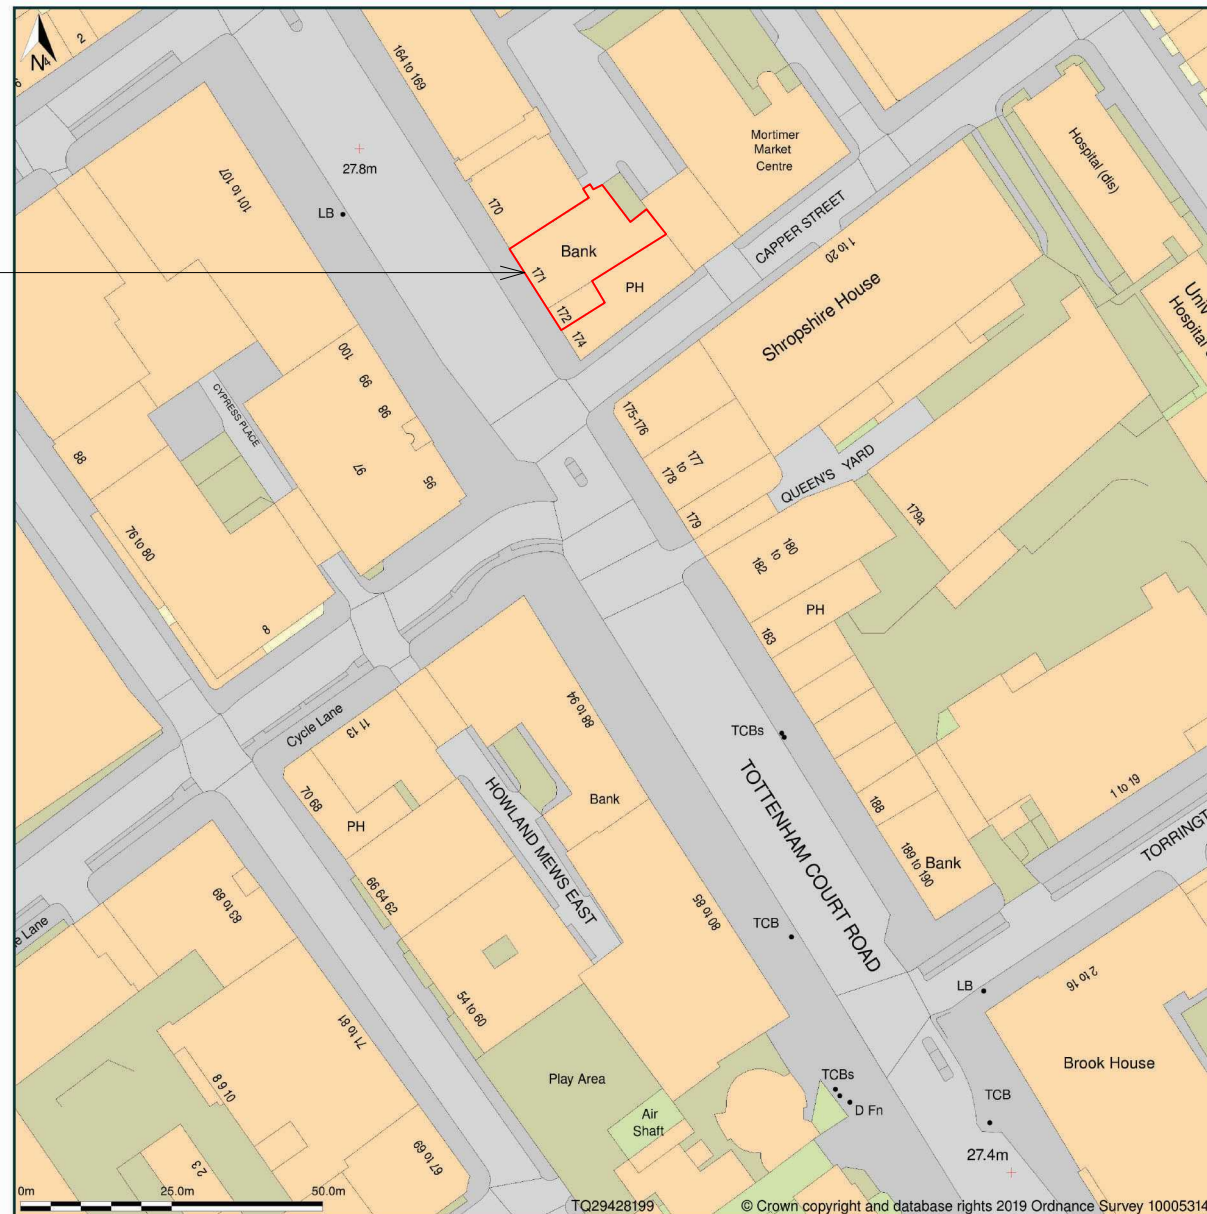 N
2
4
6
164 to 169
Mortimer
Market
Centre
Hospital (dis)
27.8m
101 to 107
LB
170
CAPPER STREET
Bank
171
1 to 20
PH
172
174
Shropshire House
Univ
Hospital
100
99
98
97
95
CYPRESS PLACE
88
175-176
177
to
178
179
QUEEN'S YARD
179a
76 to 80
8
180
to
182
PH
183
Cycle Lane
11 13
88 to 94
TCBs
TOTTENHAM COURT ROAD
70 68
PH
HOWLAND MEWS EAST
Bank
188
1 to 19
TORRINGT
189 to 190
Bank
66 64 62
80 to 85
83 to 89
le Lane
TCB
LB
2 to 16
54 to 60
71 to 81
Brook House
Play Area
TCBs
D Fn
TCB
Air
Shaft
10 6 8
67 to 69
2 3
27.4m
0m 25.0m 50.0m
TQ29428199
© Crown copyright and database rights 2019 Ordnance Survey 10005314